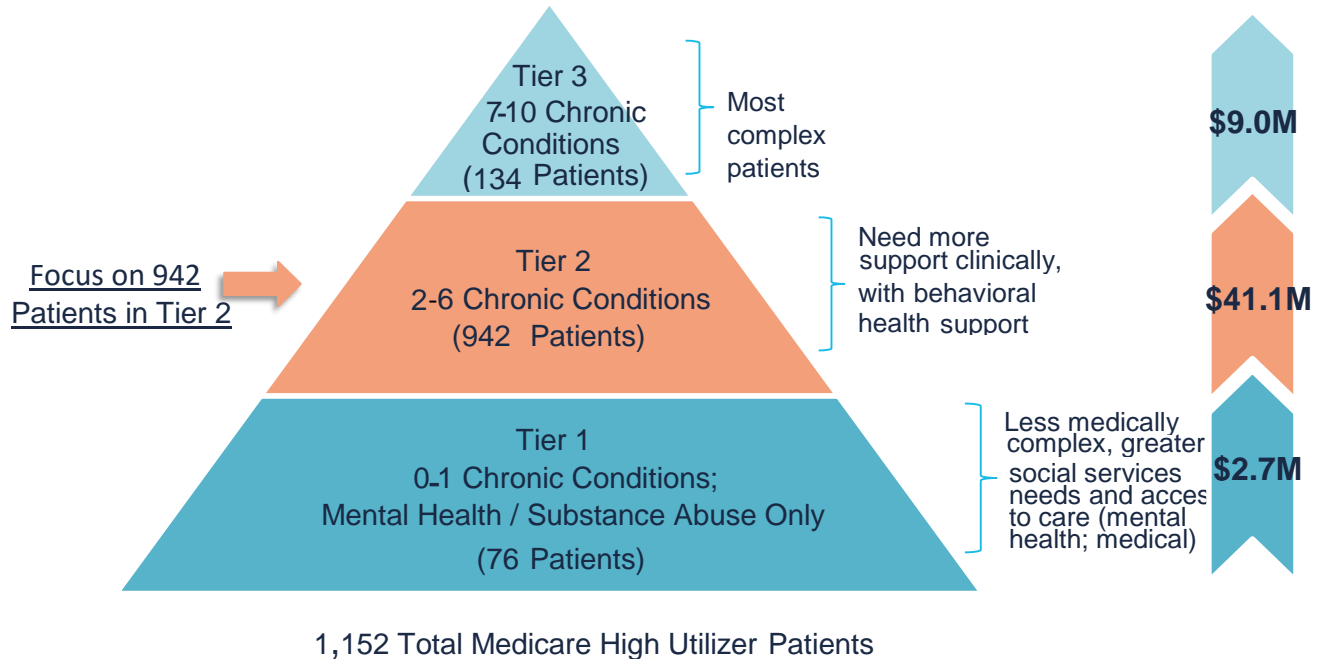 Tier 3
7-10 Chronic
Conditions
(134 Patients)
Most
complex
patients
$9.0M
Focus on 942
Patients in Tier 2
Tier 2
2-6 Chronic Conditions
(942 Patients)
Need more
support clinically,
with behavioral
health support
$41.1M
Tier 1
0-1 Chronic Conditions;
Mental Health / Substance Abuse Only
(76 Patients)
Less medically
complex, greater
social services
needs and acces
to care (mental
health; medical)
$2.7M
1,152 Total Medicare High Utilizer Patients